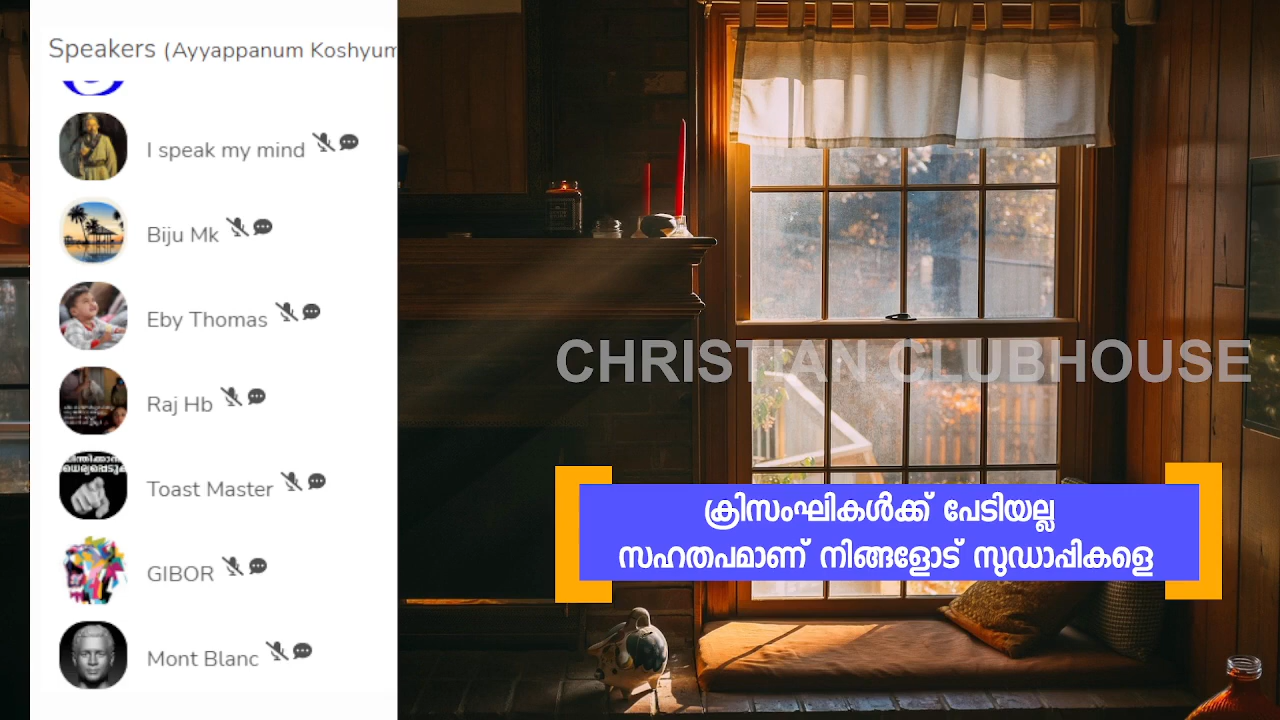 Speakers (Ayyappanum Koshyum
I speak my mind
Biju Mk
Eby Thomas
Raj Hb
Toast Master
GIBOR
Mont Blanc
CHRISTIAN CLUBHOUSE
ക്രിസംഘികൾക്ക് പേടിയല്ല
സഹതപമാണ് നിങ്ങളോട് സുഡാപ്പികളെ